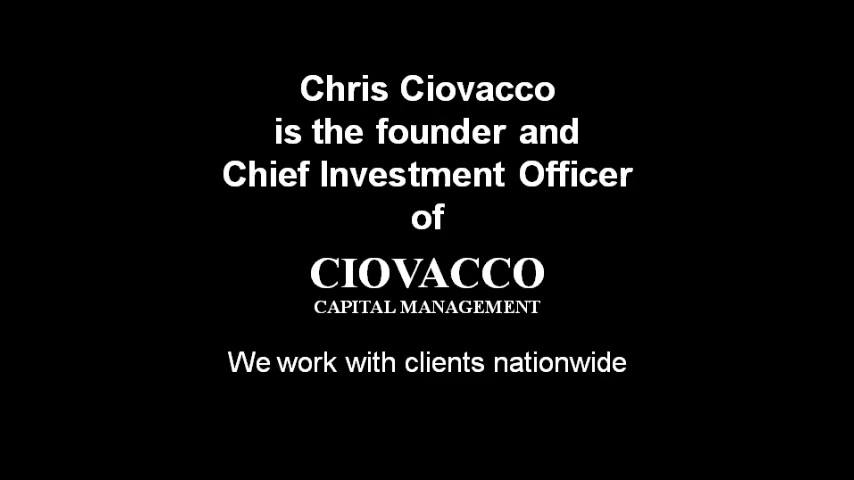 Chris Ciovacco
is the founder and
Chief Investment Officer
of
CIOVACCO
CAPITAL MANAGEMENT
We work with clients nationwide